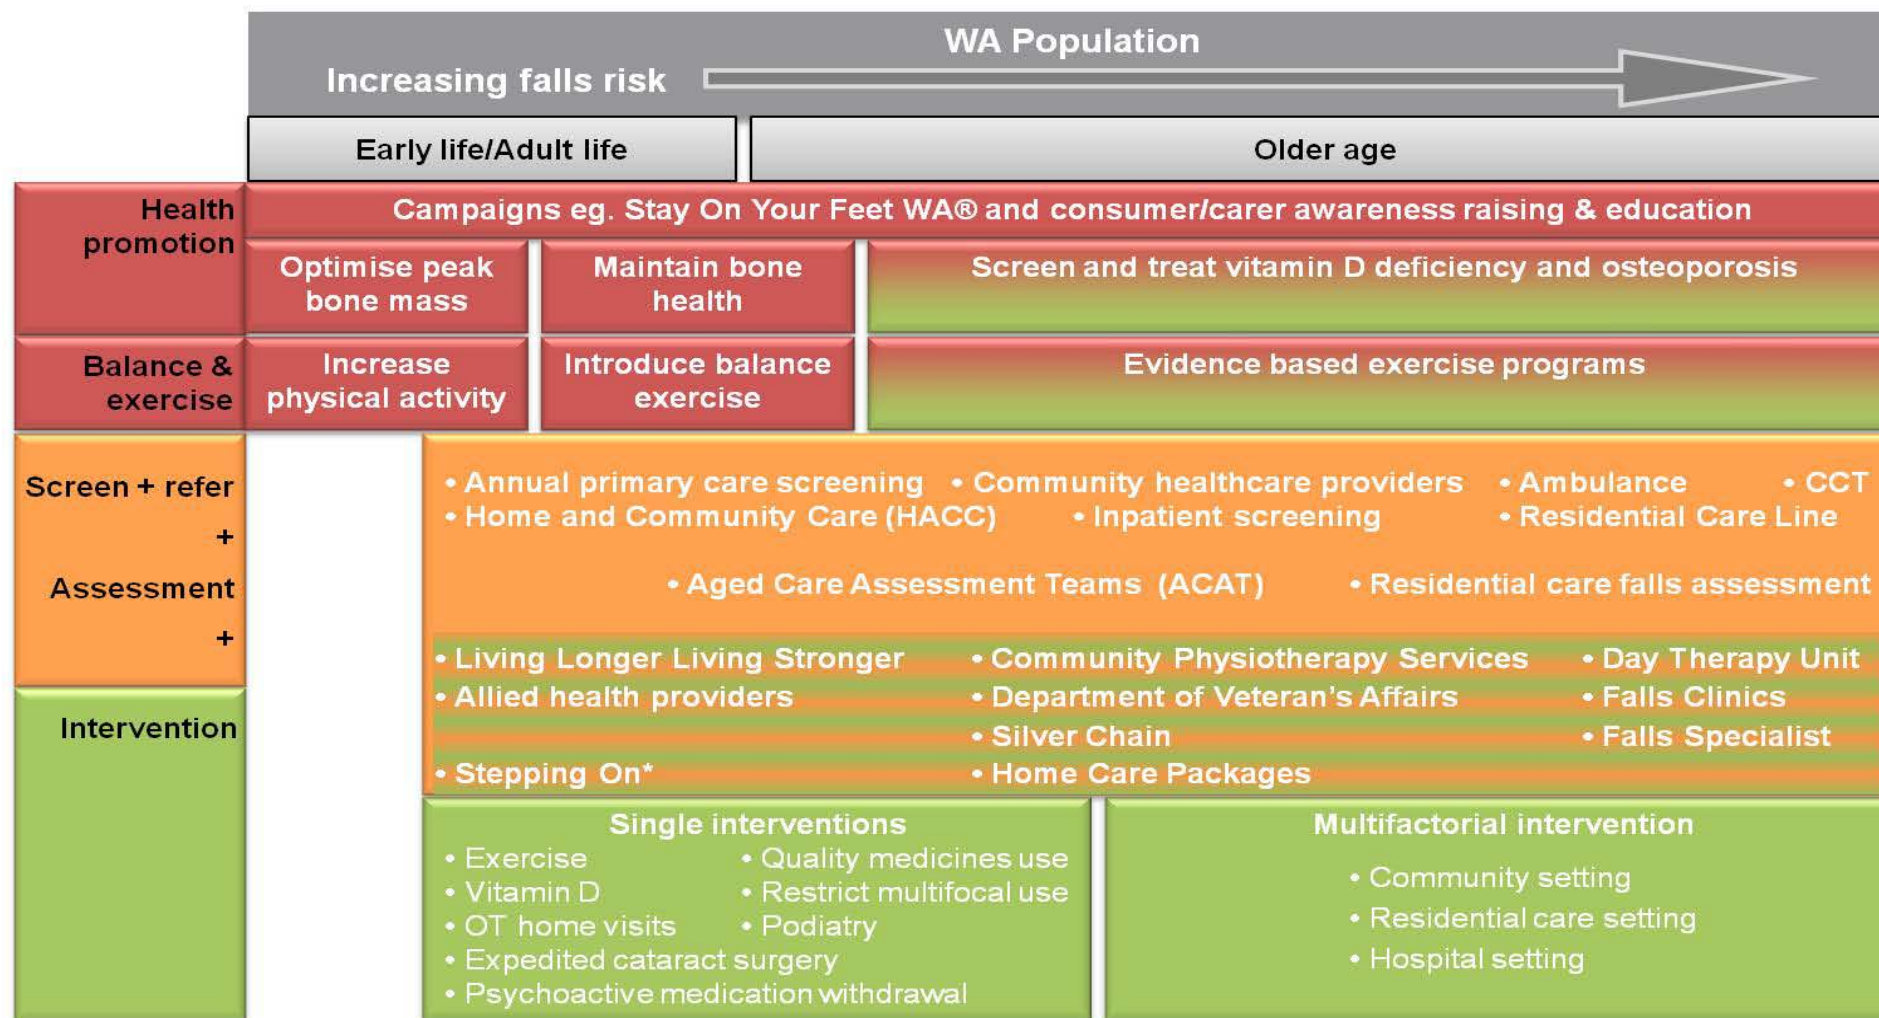 WA Population
Increasing falls risk
Early life/Adult life
Older age
Health
promotion
Campaigns eg. Stay On Your Feet WA® and consumer/carer awareness raising & education
Optimise peak
bone mass
Maintain bone
health
Screen and treat vitamin D deficiency and osteoporosis
Balance &
exercise
Increase
physical activity
Introduce balance
exercise
Evidence based exercise programs
Screen + refer
+
Assessment
+
• Annual primary care screening • Community healthcare providers • Ambulance • CCT
• Home and Community Care (HACC) • Inpatient screening • Residential Care Line
• Aged Care Assessment Teams (ACAT) • Residential care falls assessment
• Living Longer Living Stronger • Community Physiotherapy Services • Day Therapy Unit
• Allied health providers • Department of Veteran's Affairs • Falls Clinics
• Silver Chain • Falls Specialist
• Stepping On* • Home Care Packages
Intervention
Single interventions
• Exercise • Quality medicines use
• Vitamin D • Restrict multifocal use
• OT home visits • Podiatry
• Expedited cataract surgery
• Psychoactive medication withdrawal
Multifactorial intervention
• Community setting
• Residential care setting
• Hospital setting